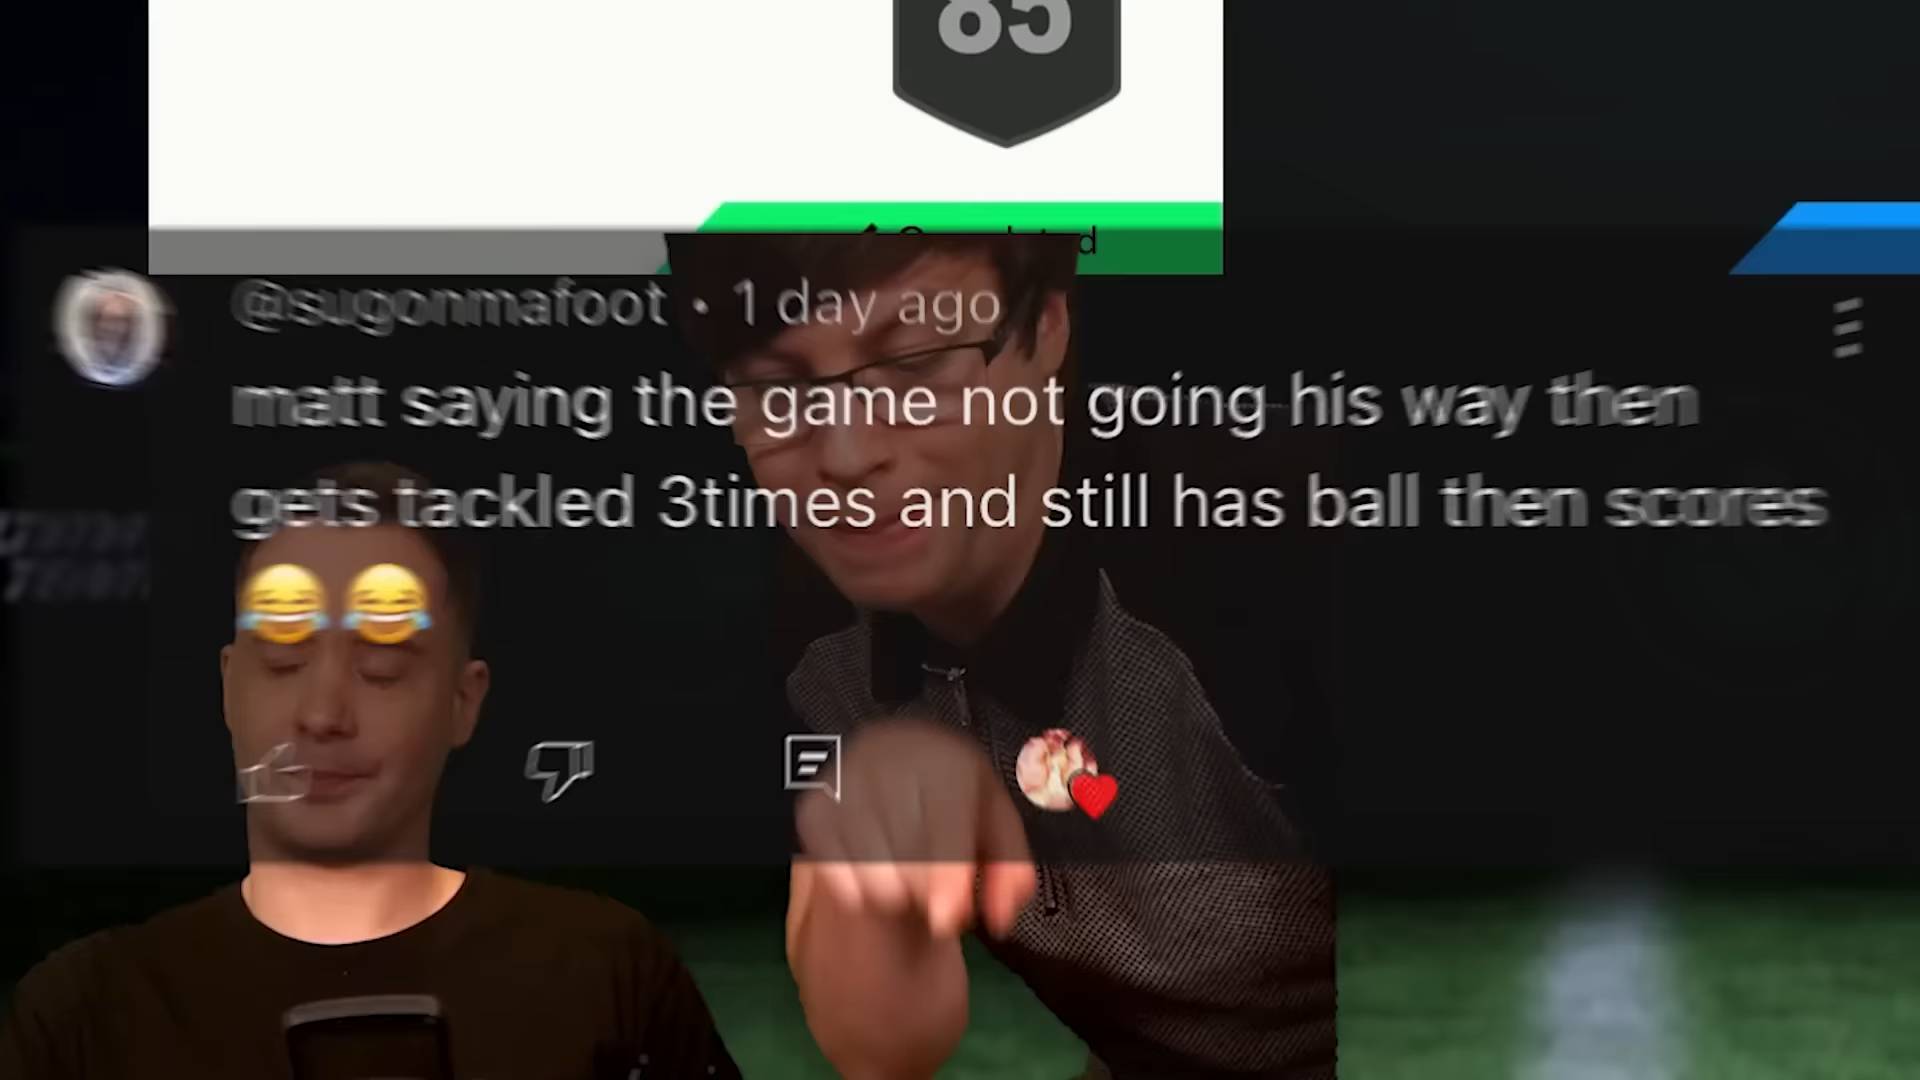 85
@sugonmafoot • 1 day ago
matt saying the game not going his way then
gets tackled 3times and still has ball then scores
😂😂